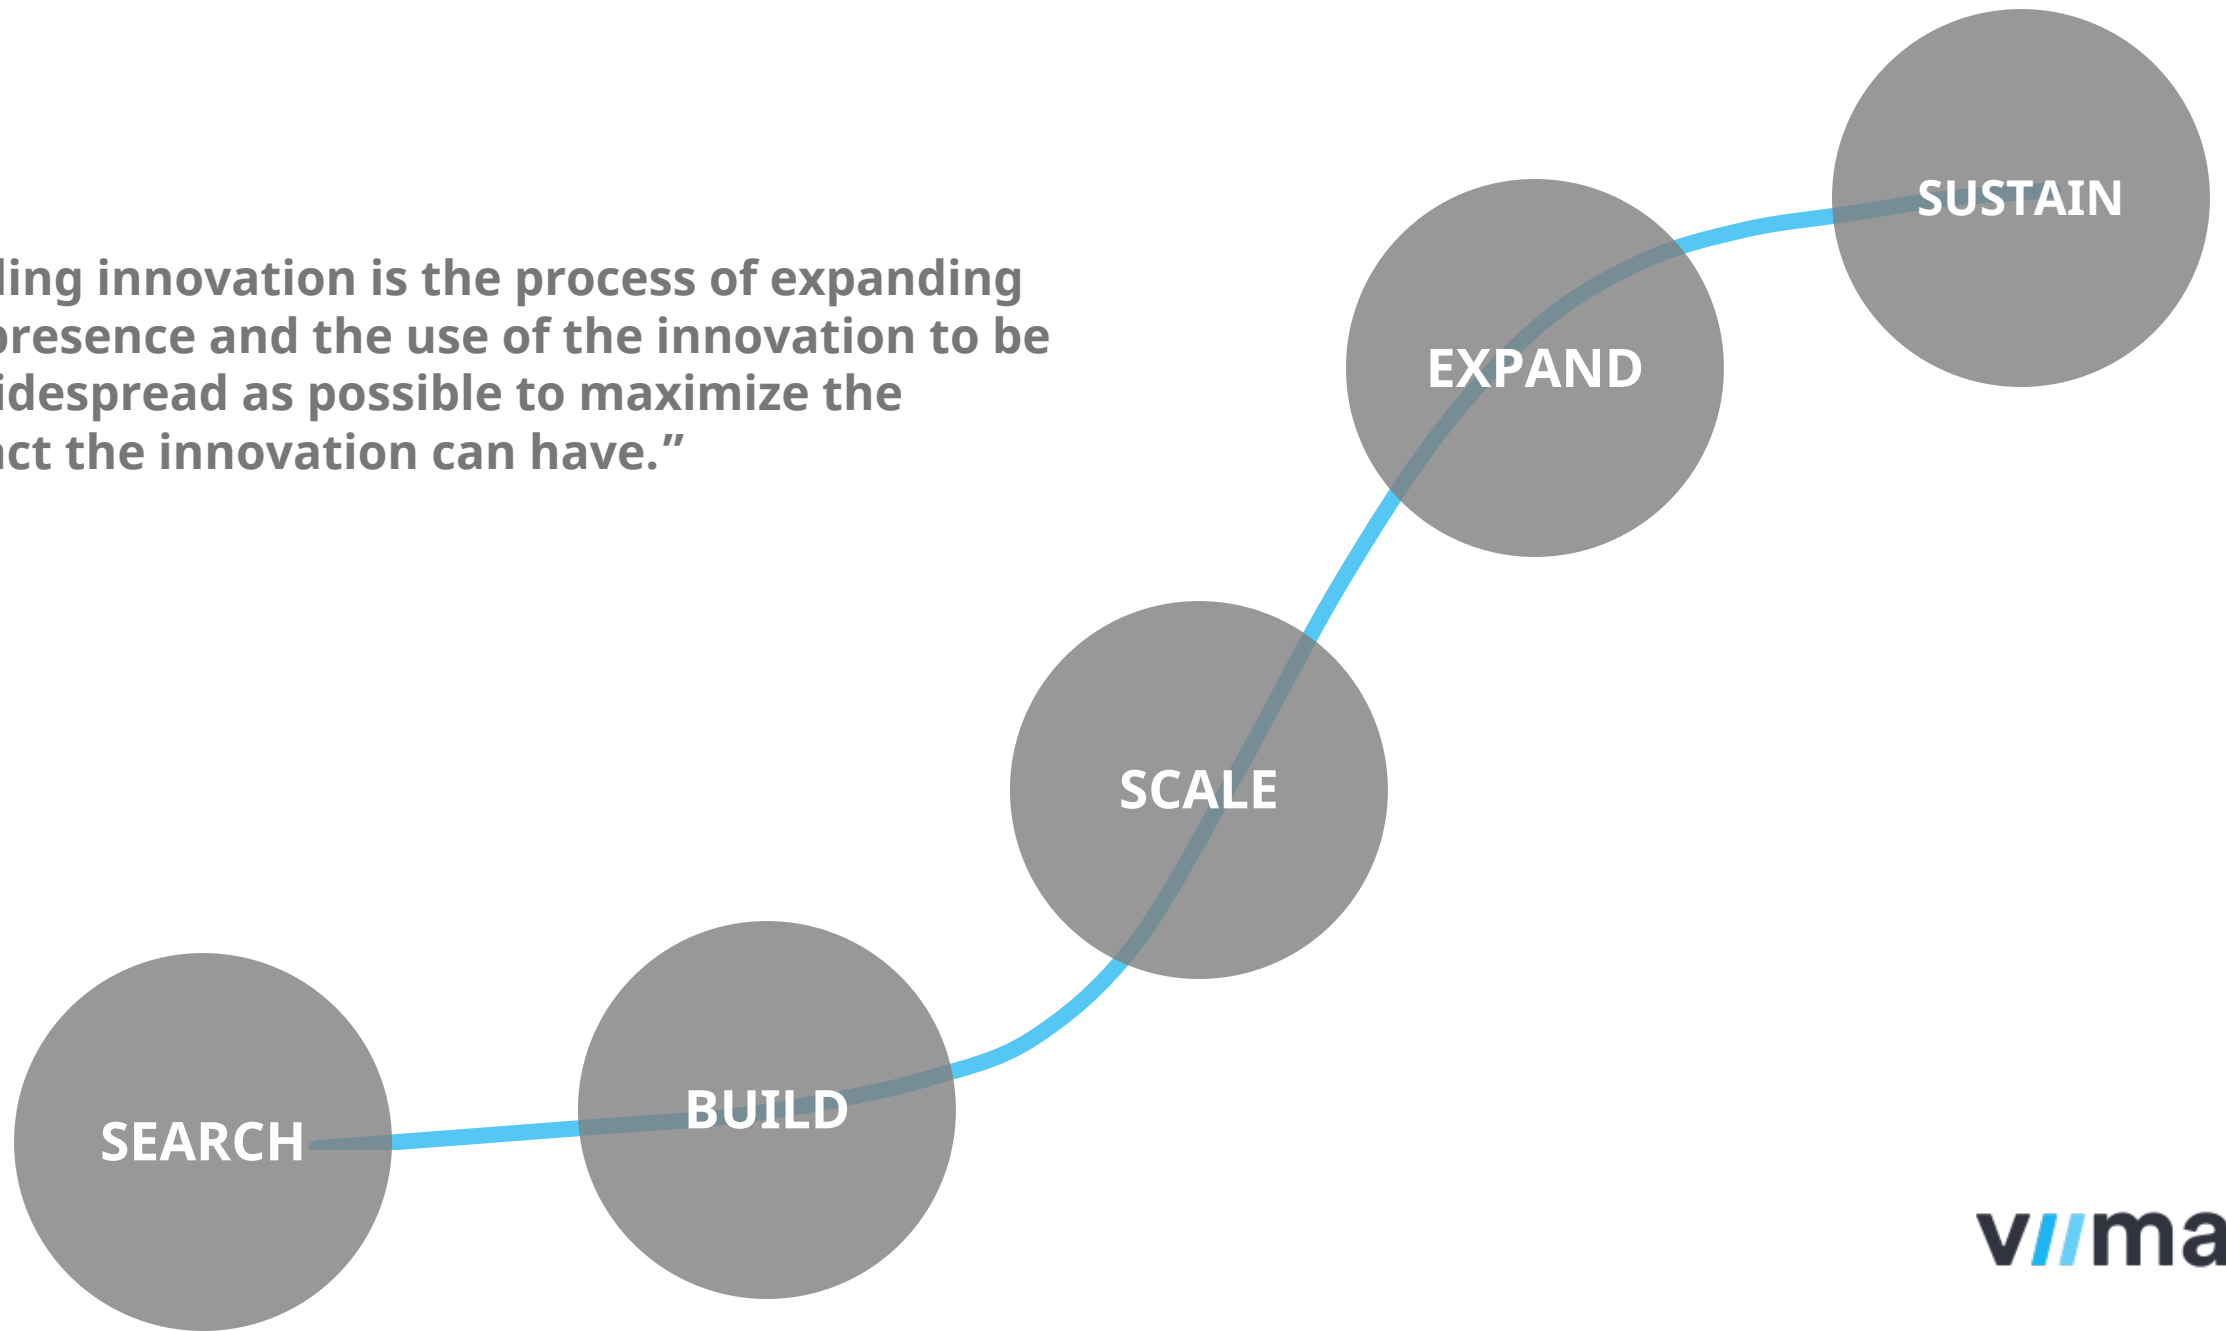 ling innovation is the process of expanding
presence and the use of the innovation to be
idespread as possible to maximize the
ct the innovation can have.”
SUSTAIN
EXPAND
SCALE
BUILD
SEARCH
viima